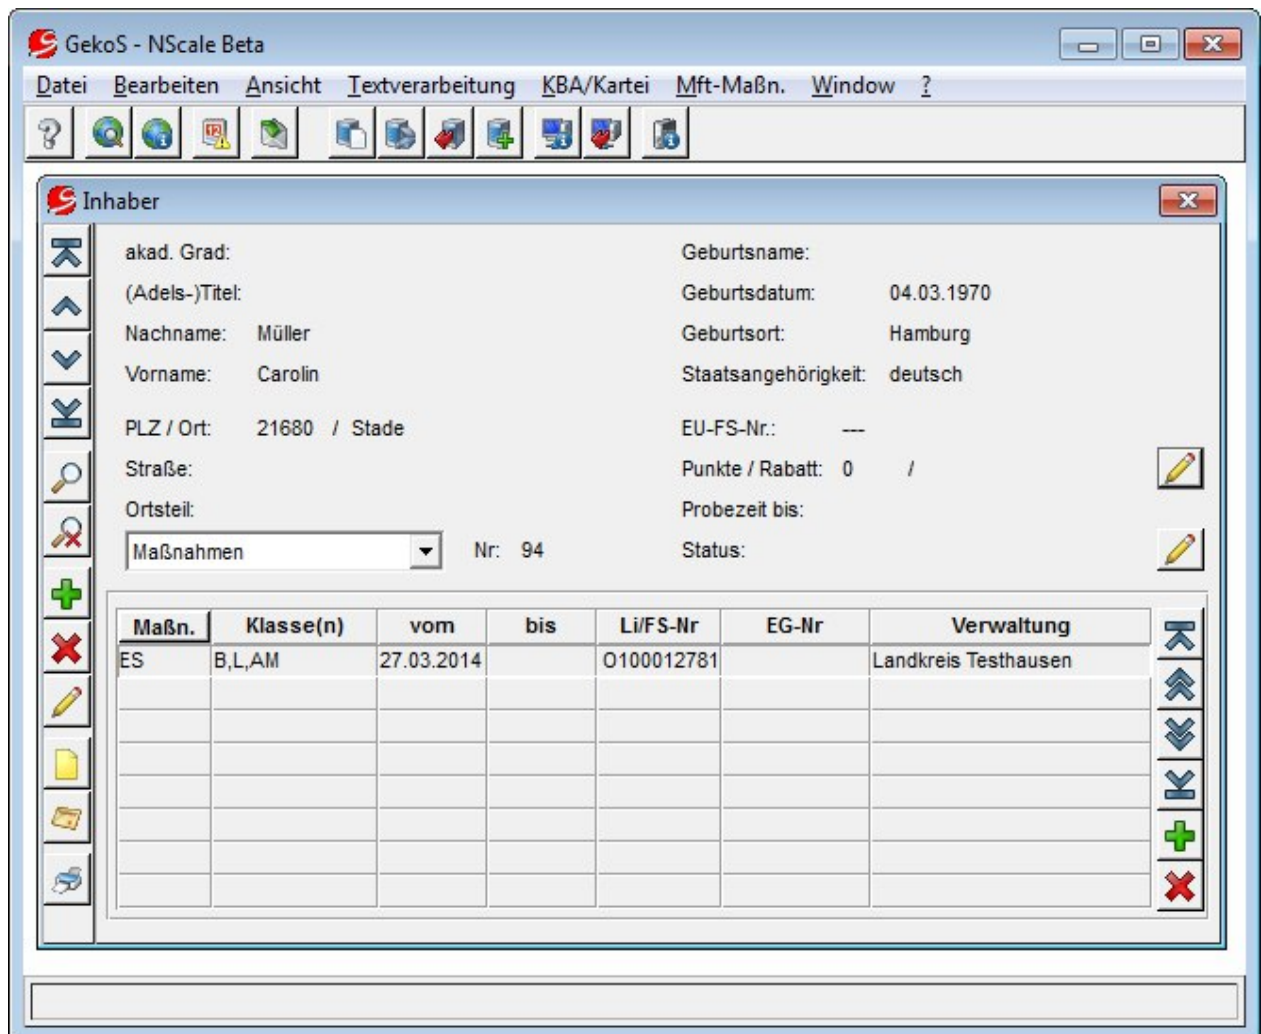 GekoS - NScale Beta
Datei Bearbeiten Ansicht Textverarbeitung KBA/Kartei Mft-Maßn. Window ?
Inhaber
akad. Grad: Geburtsname:
(Adels-)Titel: Geburtsdatum: 04.03.1970
Nachname: Müller Geburtsort: Hamburg
Vorname: Carolin Staatsangehörigkeit: deutsch
PLZ / Ort: 21680 / Stade EU-FS-Nr.: ---
Straße: Punkte / Rabatt: 0 /
Ortsteil: Probezeit bis:
Maßnahmen Nr: 94 Status:
Maßn. Klasse(n) vom bis Li/FS-Nr EG-Nr Verwaltung
ES B,L,AM 27.03.2014 O100012781 Landkreis Testhausen